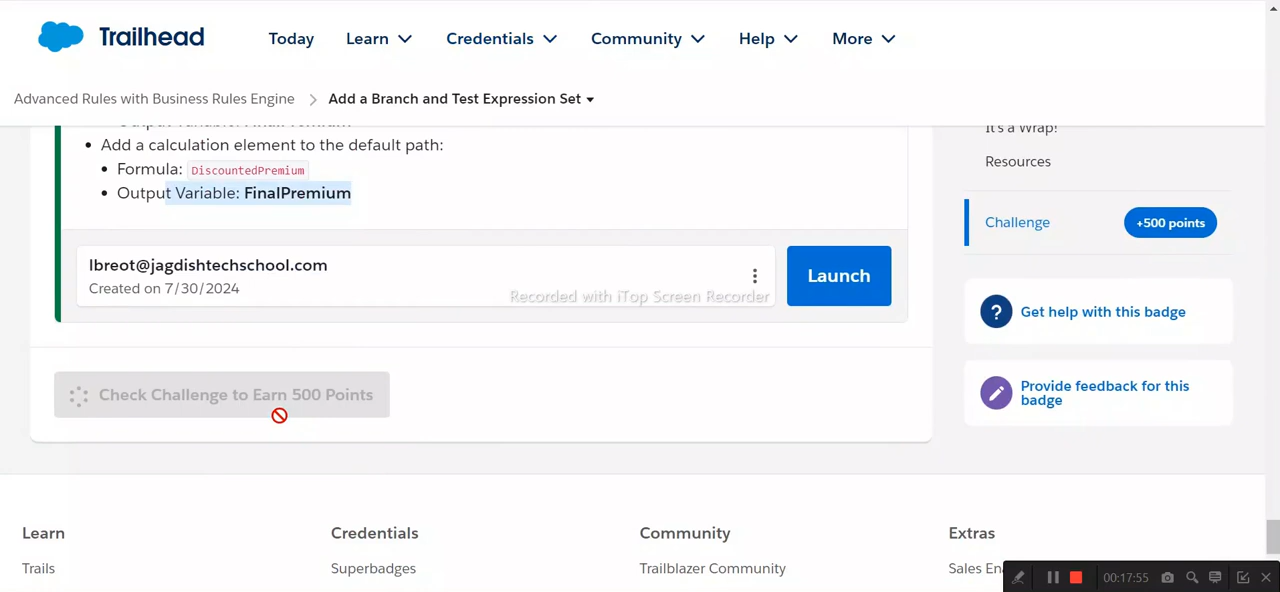 Trailhead
Today Learn Credentials Community Help More
Advanced Rules with Business Rules Engine Add a Branch and Test Expression Set
It's a Wrap!
• Add a calculation element to the default path:
• Formula: DiscountedPremium
• Output Variable: FinalPremium
Resources
Challenge +500 points
lbreot@jagdishtechschool.com
Created on 7/30/2024
Launch
Recorded with iTop Screen Recorder
? Get help with this badge
Provide feedback for this
badge
Check Challenge to Earn 500 Points
Learn Credentials Community Extras
Trails Superbadges Trailblazer Community
00:17:55